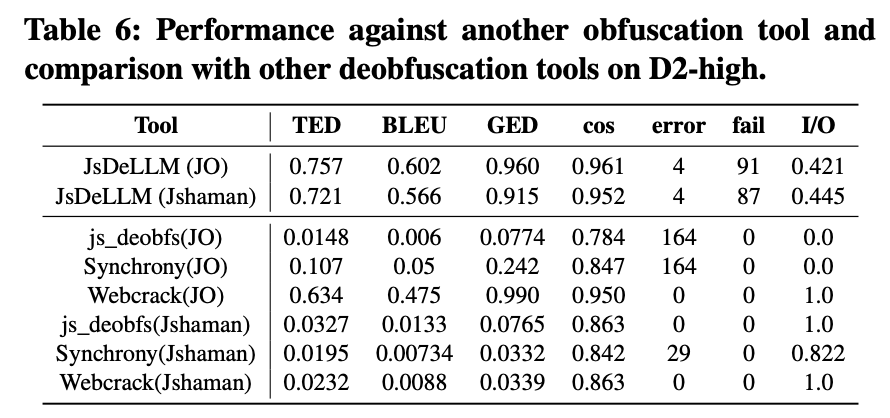 Table 6: Performance against another obfuscation tool and
comparison with other deobfuscation tools on D2-high.
Tool TED BLEU GED cos error fail I/O
JsDeLLM (JO) 0.757 0.602 0.960 0.961 4 91 0.421
JsDeLLM (Jshaman) 0.721 0.566 0.915 0.952 4 87 0.445
js_deobfs(JO) 0.0148 0.006 0.0774 0.784 164 0 0.0
Synchrony(JO) 0.107 0.05 0.242 0.847 164 0 0.0
Webcrack(JO) 0.634 0.475 0.990 0.950 0 0 1.0
js_deobfs(Jshaman) 0.0327 0.0133 0.0765 0.863 0 0 1.0
Synchrony(Jshaman) 0.0195 0.00734 0.0332 0.842 29 0 0.822
Webcrack(Jshaman) 0.0232 0.0088 0.0339 0.863 0 0 1.0